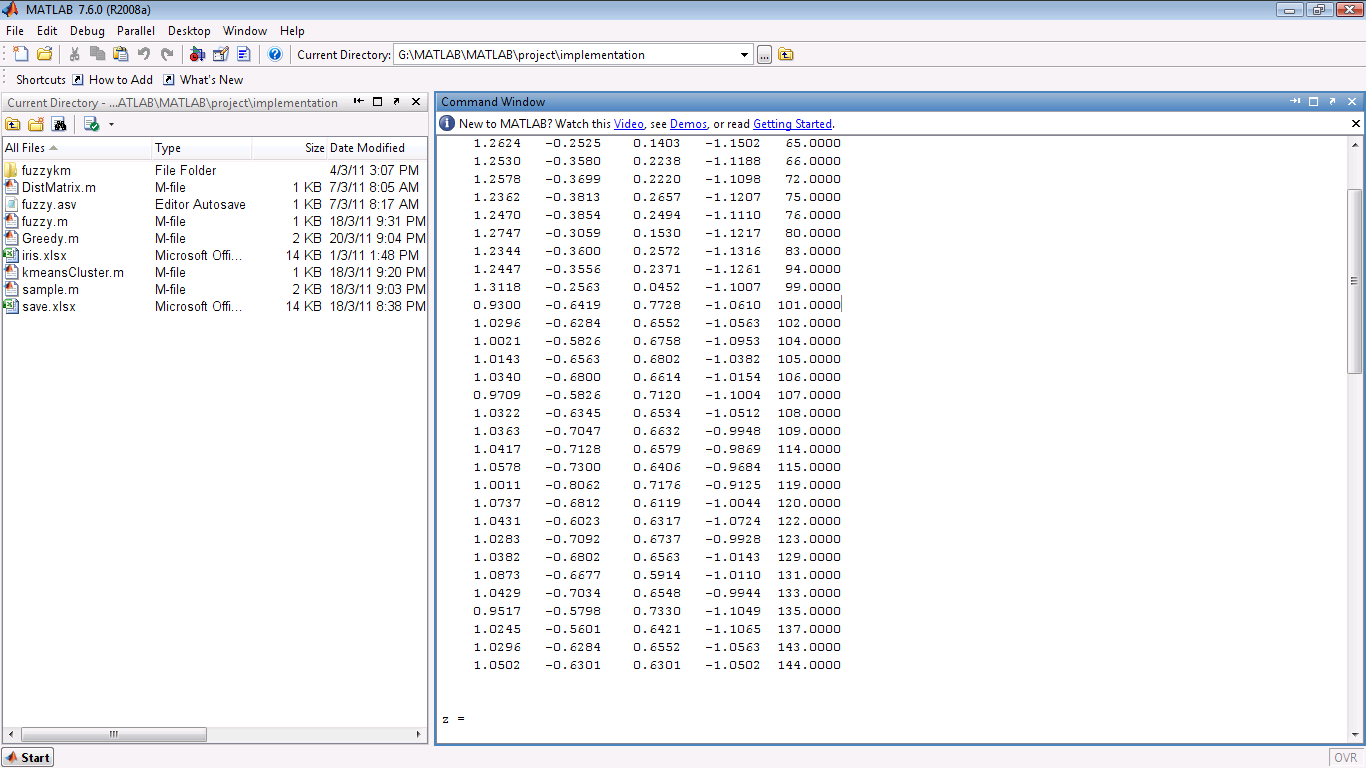 MATLAB 7.6.0 (R2008a)
File Edit Debug Parallel Desktop Window Help
Current Directory: G:\MATLAB\MATLAB\project\implementation ...
Shortcuts How to Add What's New
Current Directory - ...ATLAB\MATLAB\project\implementation
All Files Type Size Date Modified
fuzzykm File Folder 4/3/11 3:07 PM
DistMatrix.m M-file 1 KB 7/3/11 8:05 AM
fuzzy.asv Editor Autosave 1 KB 7/3/11 8:17 AM
fuzzy.m M-file 1 KB 18/3/11 9:31 PM
Greedy.m M-file 2 KB 20/3/11 9:04 PM
iris.xlsx Microsoft Offi... 14 KB 1/3/11 1:48 PM
kmeansCluster.m M-file 1 KB 18/3/11 9:20 PM
sample.m M-file 2 KB 18/3/11 9:03 PM
save.xlsx Microsoft Offi... 14 KB 18/3/11 8:38 PM
Command Window
New to MATLAB? Watch this Video, see Demos, or read Getting Started.
1.2624 -0.2525 0.1403 -1.1502 65.0000
1.2530 -0.3580 0.2238 -1.1188 66.0000
1.2578 -0.3699 0.2220 -1.1098 72.0000
1.2362 -0.3813 0.2657 -1.1207 75.0000
1.2470 -0.3854 0.2494 -1.1110 76.0000
1.2747 -0.3059 0.1530 -1.1217 80.0000
1.2344 -0.3600 0.2572 -1.1316 83.0000
1.2447 -0.3556 0.2371 -1.1261 94.0000
1.3118 -0.2563 0.0452 -1.1007 99.0000
0.9300 -0.6419 0.7728 -1.0610 101.0000
1.0296 -0.6284 0.6552 -1.0563 102.0000
1.0021 -0.5826 0.6758 -1.0953 104.0000
1.0143 -0.6563 0.6802 -1.0382 105.0000
1.0340 -0.6800 0.6614 -1.0154 106.0000
0.9709 -0.5826 0.7120 -1.1004 107.0000
1.0322 -0.6345 0.6534 -1.0512 108.0000
1.0363 -0.7047 0.6632 -0.9948 109.0000
1.0417 -0.7128 0.6579 -0.9869 114.0000
1.0578 -0.7300 0.6406 -0.9684 115.0000
1.0011 -0.8062 0.7176 -0.9125 119.0000
1.0737 -0.6812 0.6119 -1.0044 120.0000
1.0431 -0.6023 0.6317 -1.0724 122.0000
1.0283 -0.7092 0.6737 -0.9928 123.0000
1.0382 -0.6802 0.6563 -1.0143 129.0000
1.0873 -0.6677 0.5914 -1.0110 131.0000
1.0429 -0.7034 0.6548 -0.9944 133.0000
0.9517 -0.5798 0.7330 -1.1049 135.0000
1.0245 -0.5601 0.6421 -1.1065 137.0000
1.0296 -0.6284 0.6552 -1.0563 143.0000
1.0502 -0.6301 0.6301 -1.0502 144.0000
z =
Start
OVR